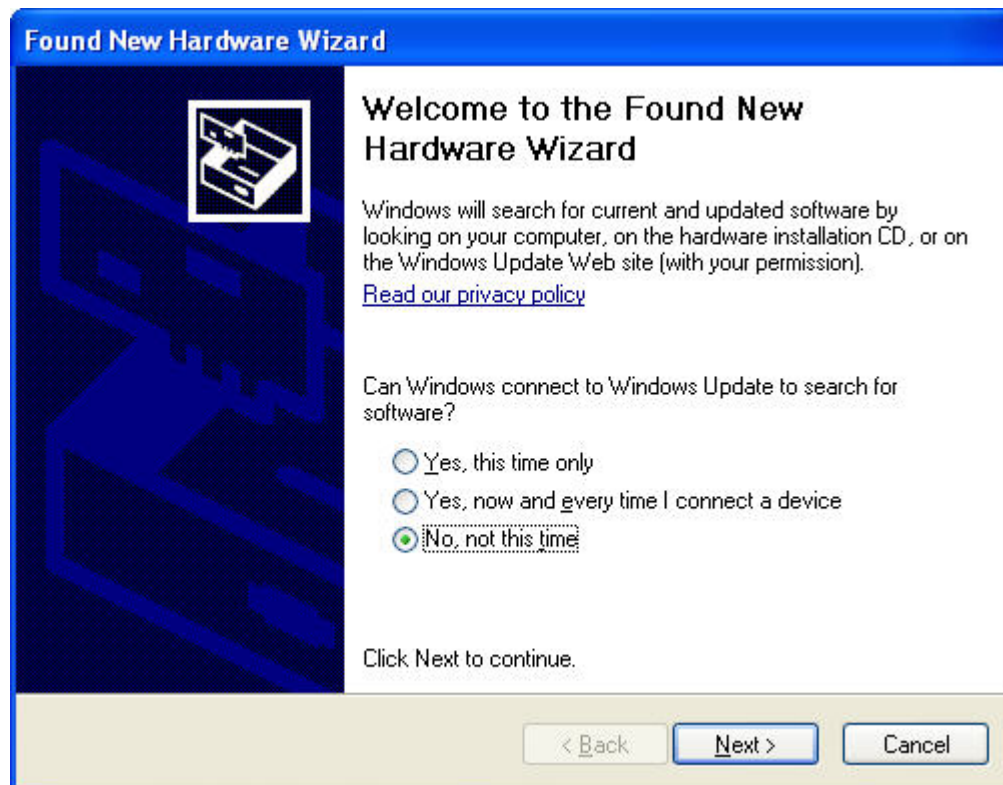 Found New Hardware Wizard
Welcome to the Found New
Hardware Wizard
Windows will search for current and updated software by
looking on your computer, on the hardware installation CD, or on
the Windows Update Web site (with your permission).
Read our privacy policy
Can Windows connect to Windows Update to search for
software?
Yes, this time only
Yes, now and every time I connect a device
No, not this time
Click Next to continue.
< Back
Next >
Cancel